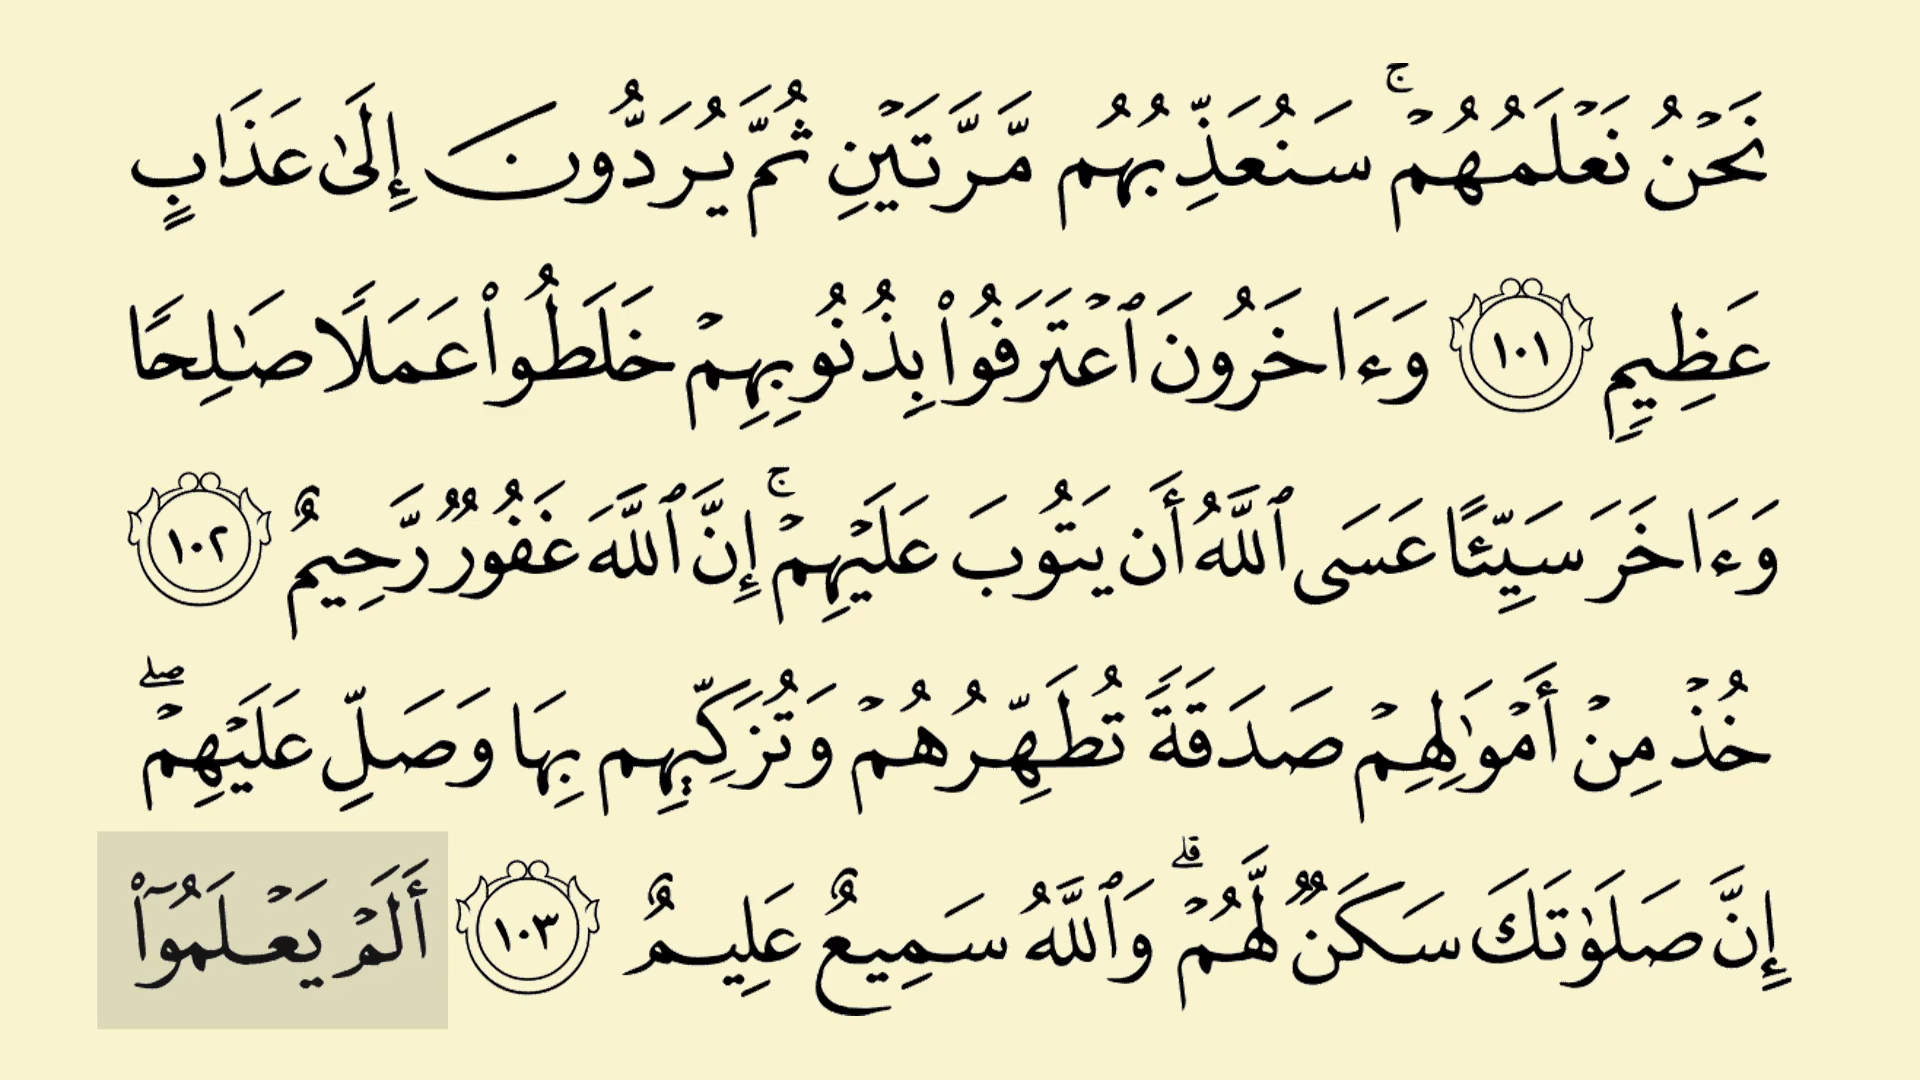 نَحۡنُ نَعۡلَمُهُمۡۚ سَنُعَذِّبُهُم مَّرَّتَيۡنِ ثُمَّ يُرَدُّونَ إِلَىٰ عَذَابٍ
عَظِيمٖ ١٠١ وَءَاخَرُونَ ٱعۡتَرَفُواْ بِذُنُوبِهِمۡ خَلَطُواْ عَمَلٗا صَٰلِحٗا
وَءَاخَرَ سَيِّئًا عَسَى ٱللَّهُ أَن يَتُوبَ عَلَيۡهِمۡۚ إِنَّ ٱللَّهَ غَفُورٞ رَّحِيمٌ ١٠٢
خُذۡ مِنۡ أَمۡوَٰلِهِمۡ صَدَقَةٗ تُطَهِّرُهُمۡ وَتُزَكِّيهِم بِهَا وَصَلِّ عَلَيۡهِمۡۖ
إِنَّ صَلَوٰتَكَ سَكَنٞ لَّهُمۡۗ وَٱللَّهُ سَمِيعٌ عَلِيمٌ ١٠٣ أَلَمۡ يَعۡلَمُوٓاْ